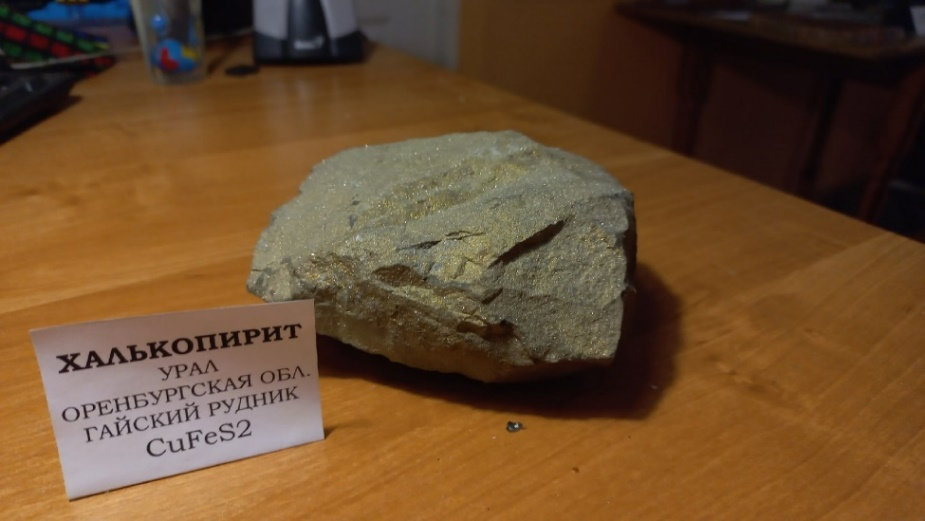 ХАЛЬКОПИРИТ
УРАЛ
ОРЕНБУРГСКАЯ ОБЛ.
ГАЙСКИЙ РУДНИК
CuFeS2